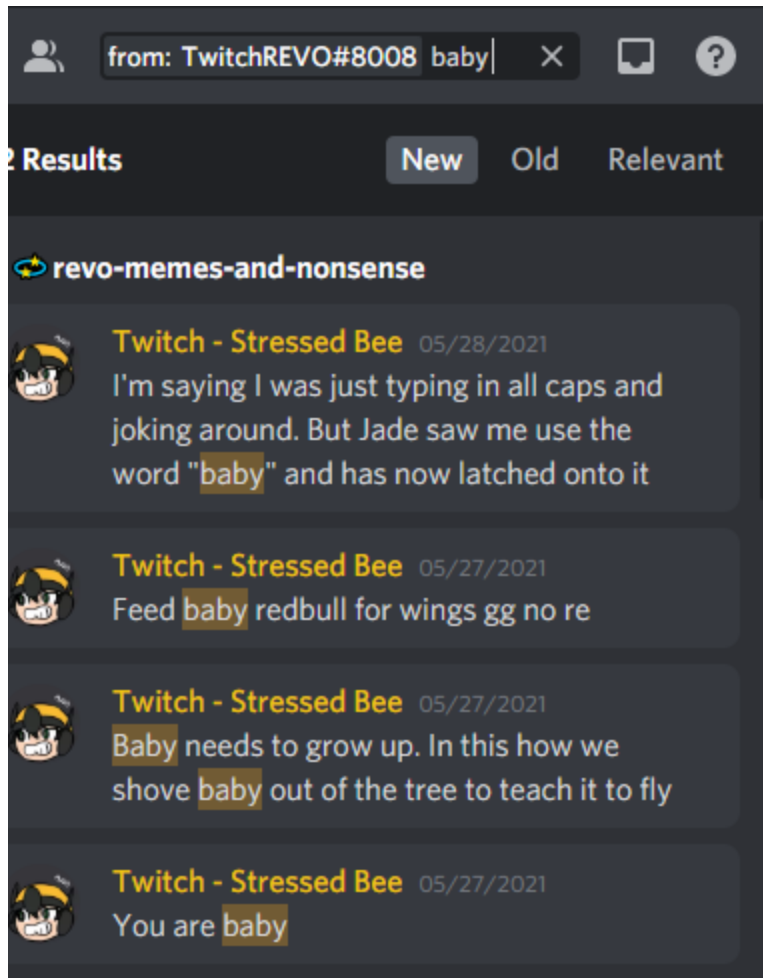 from: TwitchREVO#8008 baby
2 Results
New Old Relevant
revo-memes-and-nonsense
Twitch - Stressed Bee 05/28/2021
I'm saying I was just typing in all caps and
joking around. But Jade saw me use the
word "baby" and has now latched onto it
Twitch - Stressed Bee 05/27/2021
Feed baby redbull for wings gg no re
Twitch - Stressed Bee 05/27/2021
Baby needs to grow up. In this how we
shove baby out of the tree to teach it to fly
Twitch - Stressed Bee 05/27/2021
You are baby